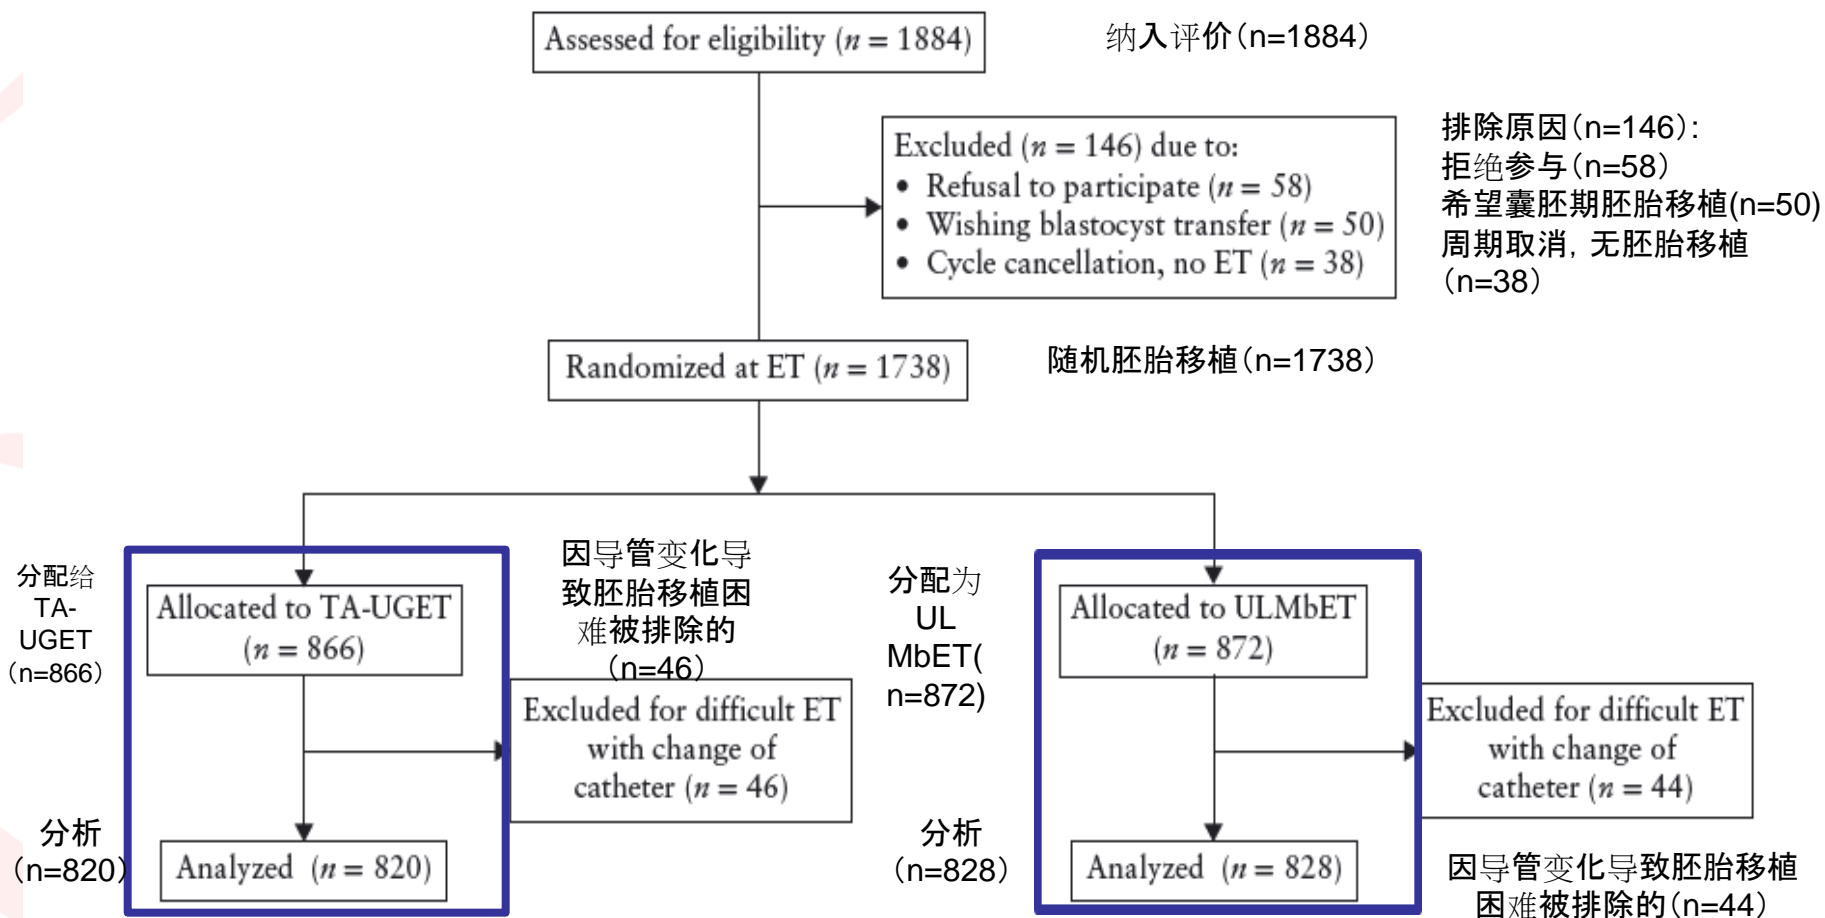 Assessed for eligibility (n = 1884)
纳入评价(n=1884)
Excluded (n = 146) due to:
• Refusal to participate (n = 58)
• Wishing blastocyst transfer (n = 50)
• Cycle cancellation, no ET (n = 38)
排除原因(n=146):
拒绝参与(n=58)
希望囊胚期胚胎移植(n=50)
周期取消, 无胚胎移植
(n=38)
Randomized at ET (n = 1738)
随机胚胎移植(n=1738)
分配给
TA-
UGET
(n=866)
Allocated to TA-UGET
(n = 866)
因导管变化导
致胚胎移植困
难被排除的
(n=46)
Excluded for difficult ET
with change of
catheter (n = 46)
分析
(n=820)
Analyzed (n = 820)
分配为
UL
MbET(
n=872)
Allocated to ULMbET
(n = 872)
Excluded for difficult ET
with change of
catheter (n = 44)
分析
(n=828)
Analyzed (n = 828)
因导管变化导致胚胎移植
困难被排除的(n=44)